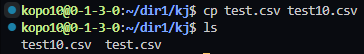 kopo10@0-1-3-0:~/dir1/kj$ cp test.csv test10.csv
kopo10@0-1-3-0:~/dir1/kj$ ls
test10.csv  test.csv